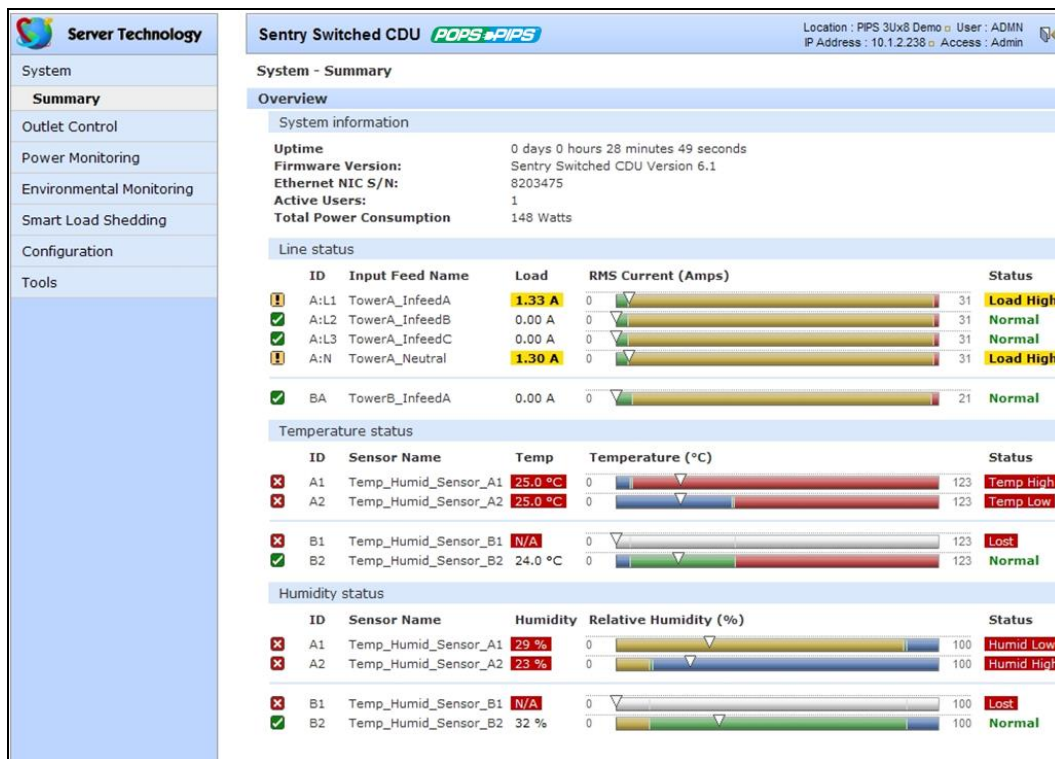 Server Technology
Sentry Switched CDU POPS PIPS
Location : PIPS 3Ux8 Demo User : ADMN
IP Address : 10.1.2.238 Access : Admin
System
Summary
Outlet Control
Power Monitoring
Environmental Monitoring
Smart Load Shedding
Configuration
Tools
System - Summary
Overview
System information
Uptime 0 days 0 hours 28 minutes 49 seconds
Firmware Version: Sentry Switched CDU Version 6.1
Ethernet NIC S/N: 8203475
Active Users: 1
Total Power Consumption 148 Watts
Line status
ID Input Feed Name Load RMS Current (Amps) Status
A:L1 TowerA_InfeedA 1.33 A 0 31 Load High
A:L2 TowerA_InfeedB 0.00 A 0 31 Normal
A:L3 TowerA_InfeedC 0.00 A 0 31 Normal
A:N TowerA_Neutral 1.30 A 0 31 Load High
BA TowerB_InfeedA 0.00 A 0 21 Normal
Temperature status
ID Sensor Name Temp Temperature (°C) Status
A1 Temp_Humid_Sensor_A1 25.0 °C 0 123 Temp High
A2 Temp_Humid_Sensor_A2 25.0 °C 0 123 Temp Low
B1 Temp_Humid_Sensor_B1 N/A 0 123 Lost
B2 Temp_Humid_Sensor_B2 24.0 °C 0 123 Normal
Humidity status
ID Sensor Name Humidity Relative Humidity (%) Status
A1 Temp_Humid_Sensor_A1 29 % 0 100 Humid Low
A2 Temp_Humid_Sensor_A2 23 % 0 100 Humid High
B1 Temp_Humid_Sensor_B1 N/A 0 100 Lost
B2 Temp_Humid_Sensor_B2 32 % 0 100 Normal